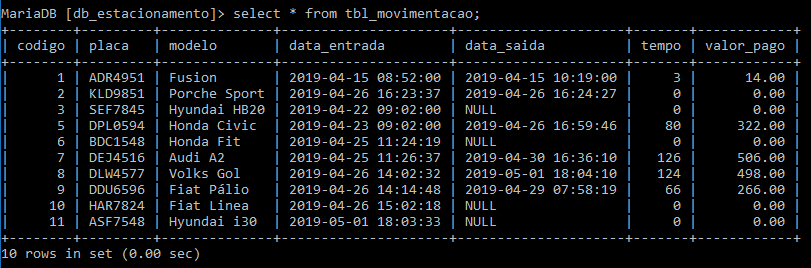 MariaDB [db_estacionamento]> select * from tbl_movimentacao;
+--------+---------+---------------+---------------------+---------------------+-------+------------+
| codigo | placa   | modelo        | data_entrada        | data_saida          | tempo | valor_pago |
+--------+---------+---------------+---------------------+---------------------+-------+------------+
|      1 | ADR4951 | Fusion        | 2019-04-15 08:52:00 | 2019-04-15 10:19:00 |     3 |      14.00 |
|      2 | KLD9851 | Porche Sport  | 2019-04-26 16:23:37 | 2019-04-26 16:24:27 |     0 |       0.00 |
|      3 | SEF7845 | Hyundai HB20  | 2019-04-22 09:02:00 | NULL                |     0 |       0.00 |
|      5 | DPL0594 | Honda Civic   | 2019-04-23 09:02:00 | 2019-04-26 16:59:46 |    80 |     322.00 |
|      6 | BDC1548 | Honda Fit     | 2019-04-25 11:24:19 | NULL                |     0 |       0.00 |
|      7 | DEJ4516 | Audi A2       | 2019-04-25 11:26:37 | 2019-04-30 16:36:10 |   126 |     506.00 |
|      8 | DLW4577 | Volks Gol     | 2019-04-26 14:02:32 | 2019-05-01 18:04:10 |   124 |     498.00 |
|      9 | DDU6596 | Fiat Pálio    | 2019-04-26 14:14:48 | 2019-04-29 07:58:19 |    66 |     266.00 |
|     10 | HAR7824 | Fiat Linea    | 2019-04-26 15:02:18 | NULL                |     0 |       0.00 |
|     11 | ASF7548 | Hyundai i30   | 2019-05-01 18:03:33 | NULL                |     0 |       0.00 |
+--------+---------+---------------+---------------------+---------------------+-------+------------+
10 rows in set (0.00 sec)